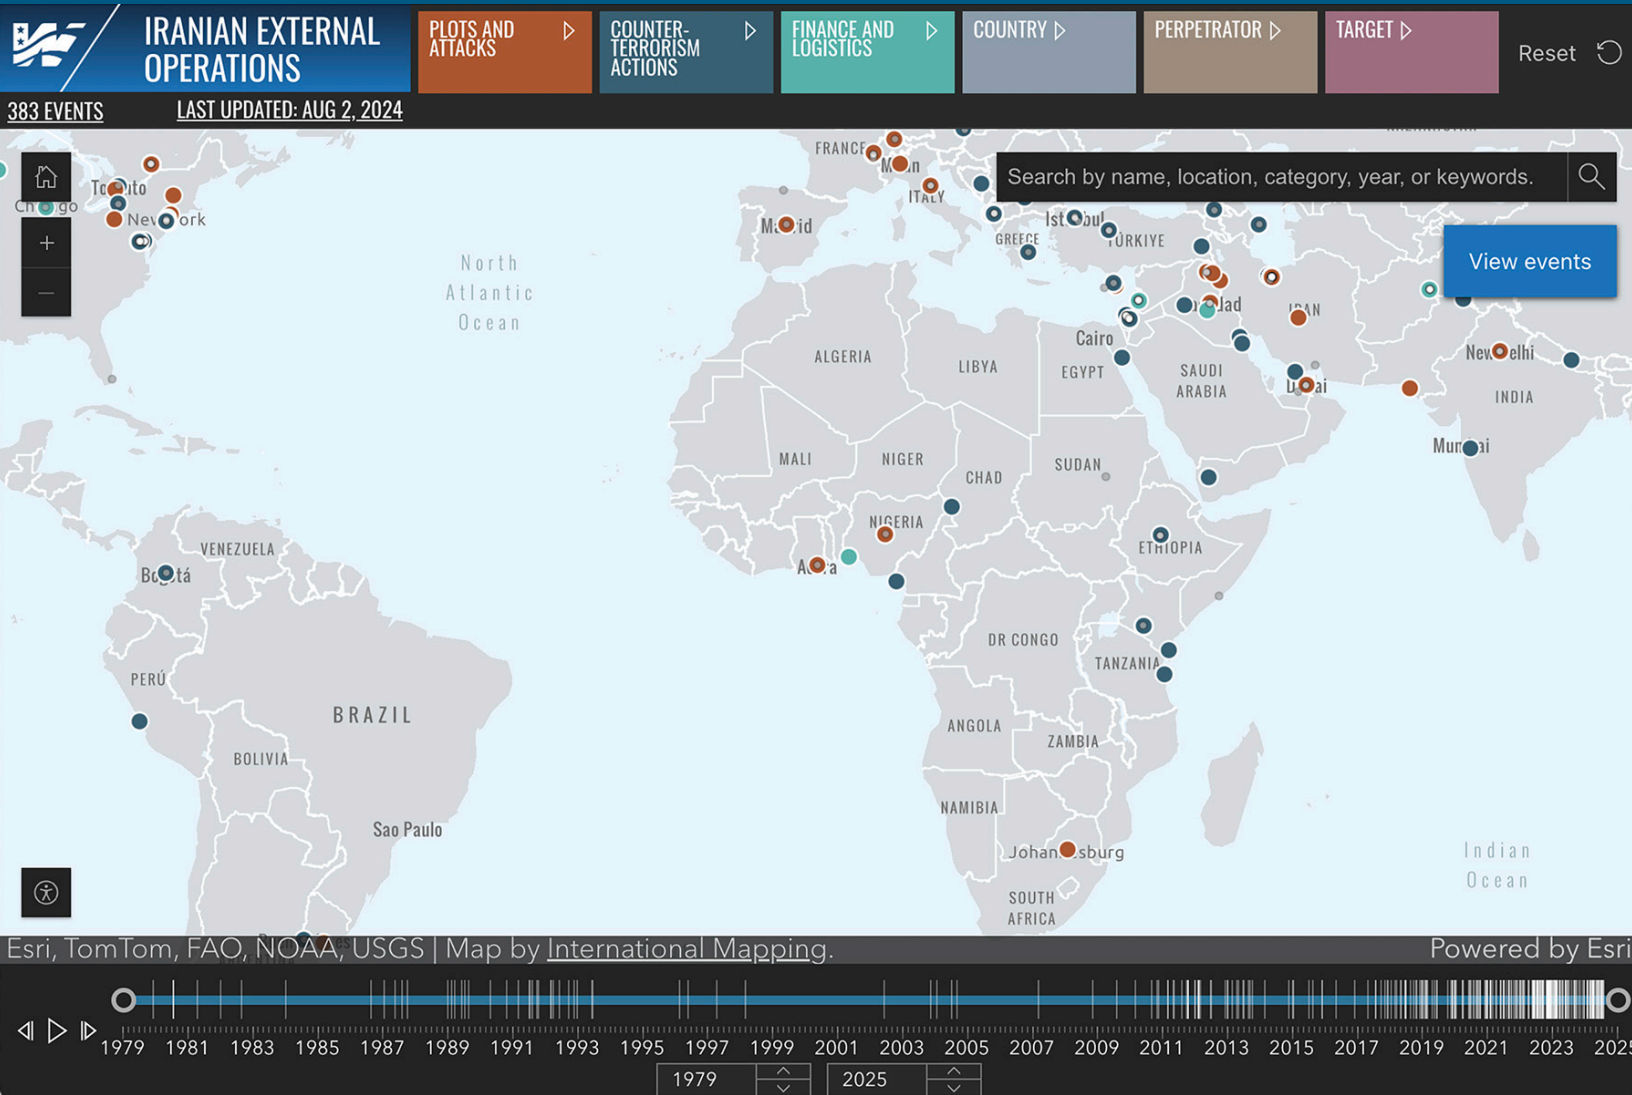 IRANIAN EXTERNAL
OPERATIONS
PLOTS AND
ATTACKS
COUNTER-
TERRORISM
ACTIONS
FINANCE AND
LOGISTICS
COUNTRY
PERPETRATOR
TARGET
Reset
383 EVENTS
LAST UPDATED: AUG 2, 2024
Search by name, location, category, year, or keywords.
View events
FRANCE
ITALY
GREECE
TÜRKIYE
North
Atlantic
Ocean
Cairo
ALGERIA
LIBYA
EGYPT
SAUDI
ARABIA
INDIA
MALI
NIGER
CHAD
SUDAN
NIGERIA
ETHIOPIA
VENEZUELA
DR CONGO
TANZANIA
PERÚ
BRAZIL
ANGOLA
ZAMBIA
BOLIVIA
NAMIBIA
Sao Paulo
SOUTH
AFRICA
Indian
Ocean
Esri, TomTom, FAO, NOAA, USGS | Map by International Mapping.
Powered by Esri
1979 1981 1983 1985 1987 1989 1991 1993 1995 1997 1999 2001 2003 2005 2007 2009 2011 2013 2015 2017 2019 2021 2023 2025
1979
2025